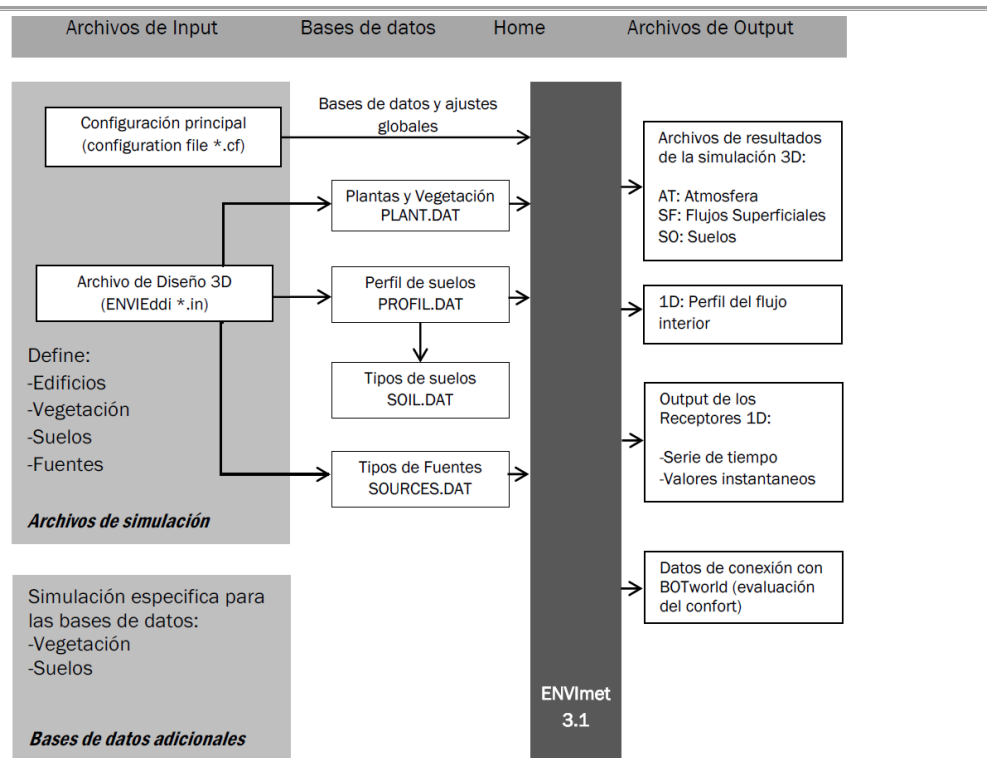 Archivos de Input
Bases de datos
Home
Archivos de Output
Configuración principal
(configuration file *.cf)
Bases de datos y ajustes
globales
Plantas y Vegetación
PLANT.DAT
Archivo de Diseño 3D
(ENVIEddi *.in)
Perfil de suelos
PROFIL.DAT
Tipos de suelos
SOIL.DAT
Tipos de Fuentes
SOURCES.DAT
Define:
-Edificios
-Vegetación
-Suelos
-Fuentes
Archivos de simulación
Simulación especifica para
las bases de datos:
-Vegetación
-Suelos
Bases de datos adicionales
ENVImet
3.1
Archivos de resultados
de la simulación 3D:
AT: Atmosfera
SF: Flujos Superficiales
SO: Suelos
1D: Perfil del flujo
interior
Output de los
Receptores 1D:
-Serie de tiempo
-Valores instantaneos
Datos de conexión con
BOTworld (evaluación
del confort)